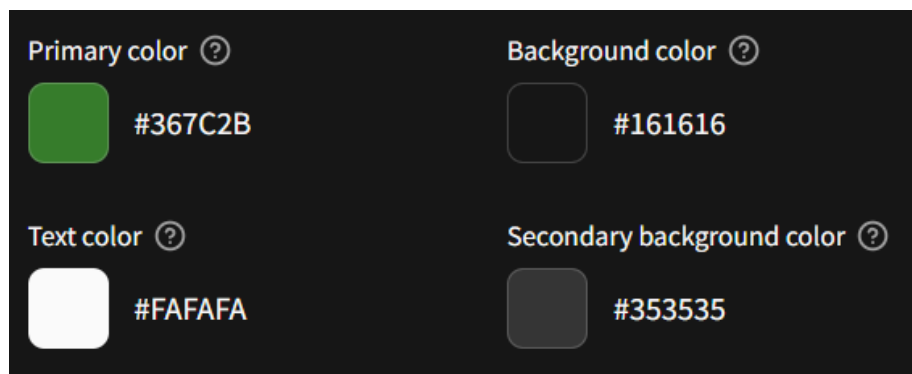 Primary color
Background color
#367C2B
#161616
Text color
Secondary background color
#FAFAFA
#353535